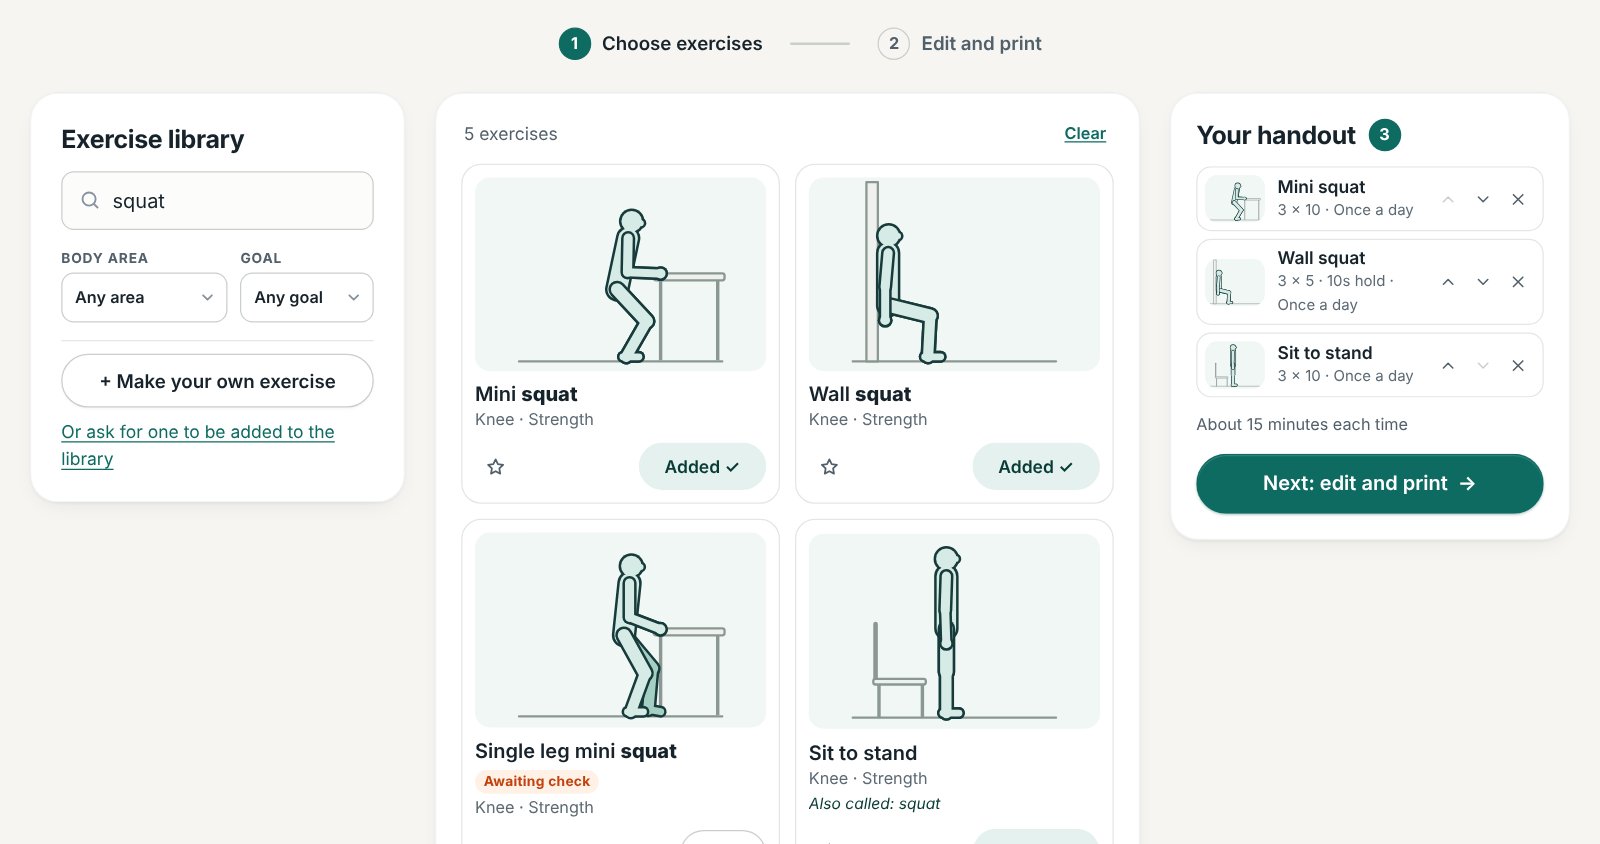 1 Choose exercises
2 Edit and print
Exercise library
squat
BODY AREA
GOAL
Any area
Any goal
+ Make your own exercise
Or ask for one to be added to the
library
5 exercises
Clear
Mini squat
Knee · Strength
Added ✓
Wall squat
Knee · Strength
Added ✓
Single leg mini squat
Awaiting check
Knee · Strength
Sit to stand
Knee · Strength
Also called: squat
Your handout 3
Mini squat
3 × 10 · Once a day
Wall squat
3 × 5 · 10s hold ·
Once a day
Sit to stand
3 × 10 · Once a day
About 15 minutes each time
Next: edit and print →